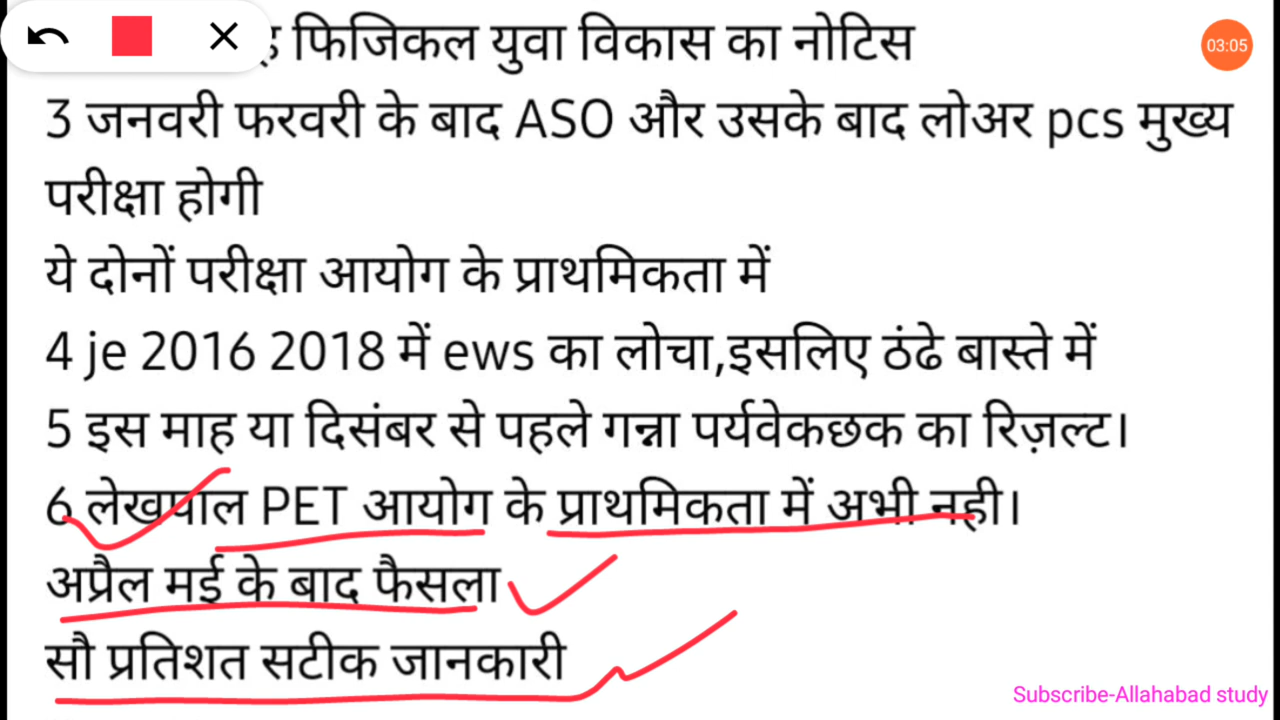 फिजिकल युवा विकास का नोटिस
03:05
3 जनवरी फरवरी के बाद ASO और उसके बाद लोअर pcs मुख्य
परीक्षा होगी
ये दोनों परीक्षा आयोग के प्राथमिकता में
4 je 2016 2018 में ews का लोचा,इसलिए ठंढे बास्ते में
5 इस माह या दिसंबर से पहले गन्ना पर्यवेकछक का रिज़ल्ट।
6 लेखपाल PET आयोग के प्राथमिकता में अभी नही।
अप्रैल मई के बाद फैसला
सौ प्रतिशत सटीक जानकारी
Subscribe-Allahabad study